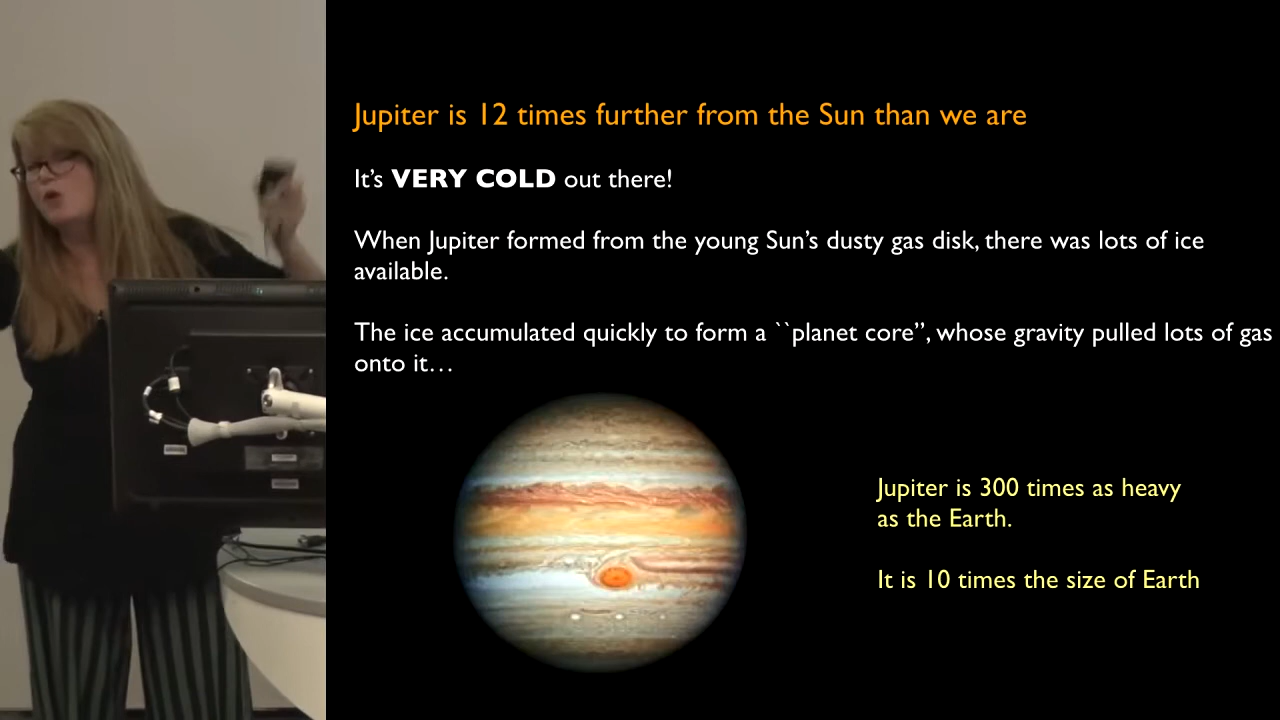 Jupiter is 12 times further from the Sun than we are
It's VERY COLD out there!
When Jupiter formed from the young Sun's dusty gas disk, there was lots of ice
available.
The ice accumulated quickly to form a ``planet core”, whose gravity pulled lots of gas
onto it…
Jupiter is 300 times as heavy
as the Earth.
It is 10 times the size of Earth